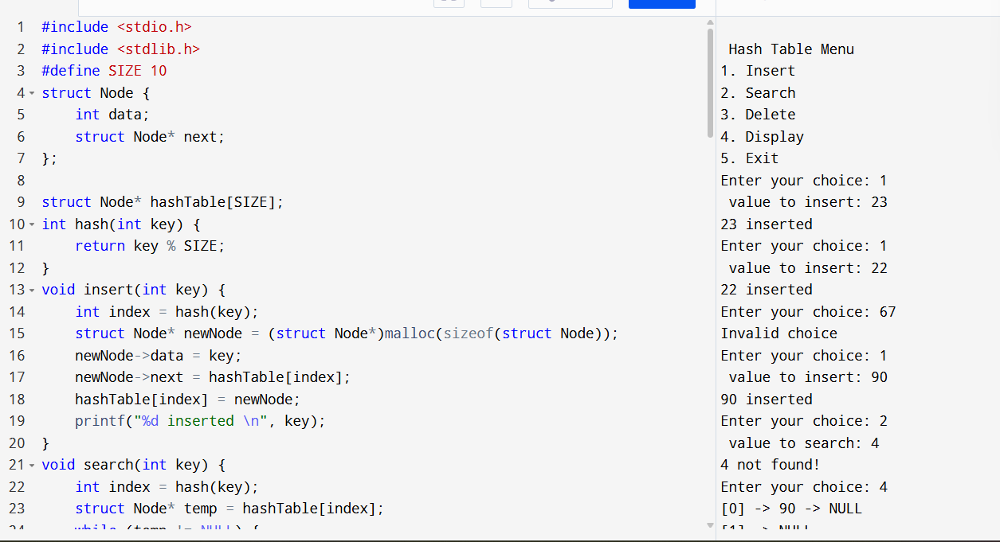 1 #include <stdio.h>
2 #include <stdlib.h>
3 #define SIZE 10
4 struct Node {
5     int data;
6     struct Node* next;
7 };
8
9 struct Node* hashTable[SIZE];
10 int hash(int key) {
11     return key % SIZE;
12 }
13 void insert(int key) {
14     int index = hash(key);
15     struct Node* newNode = (struct Node*)malloc(sizeof(struct Node));
16     newNode->data = key;
17     newNode->next = hashTable[index];
18     hashTable[index] = newNode;
19     printf("%d inserted \n", key);
20 }
21 void search(int key) {
22     int index = hash(key);
23     struct Node* temp = hashTable[index];
24     while (temp != NULL) {
Hash Table Menu
1. Insert
2. Search
3. Delete
4. Display
5. Exit
Enter your choice: 1
value to insert: 23
23 inserted
Enter your choice: 1
value to insert: 22
22 inserted
Enter your choice: 67
Invalid choice
Enter your choice: 1
value to insert: 90
90 inserted
Enter your choice: 2
value to search: 4
4 not found!
Enter your choice: 4
[0] -> 90 -> NULL
[1] -> NULL